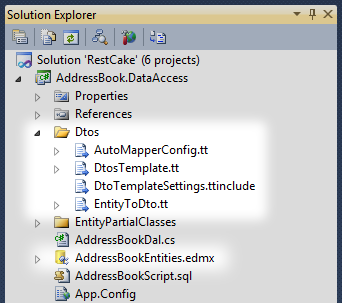 Solution Explorer
Solution 'RestCake' (6 projects)
AddressBook.DataAccess
Properties
References
Dtos
AutoMapperConfig.tt
DtosTemplate.tt
DtoTemplateSettings.ttinclude
EntityToDto.tt
EntityPartialClasses
AddressBookDal.cs
AddressBookEntities.edmx
AddressBookScript.sql
App.Config